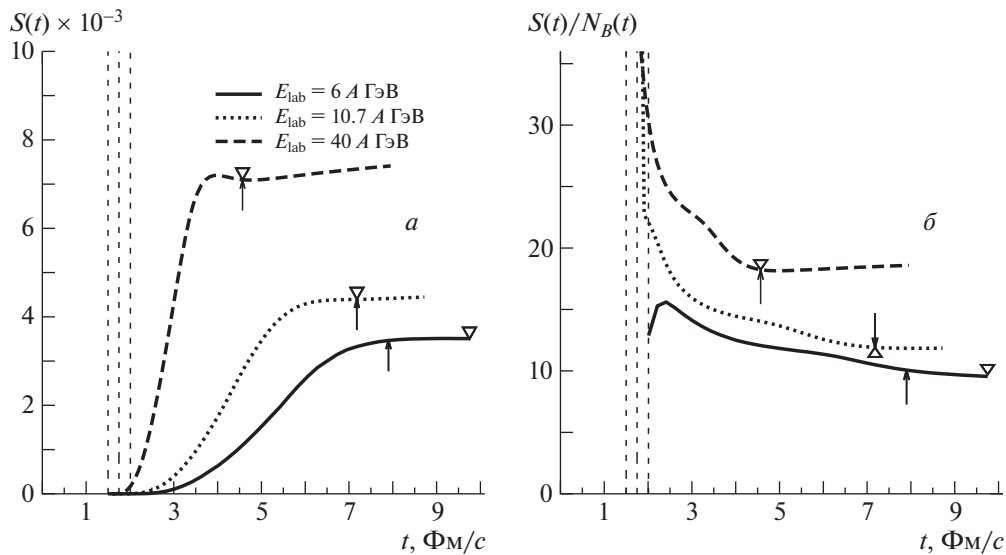 S(t) × 10⁻³
10
8
6
4
2
0
E_lab = 6 A ГэВ
E_lab = 10.7 A ГэВ
E_lab = 40 A ГэВ
а
1 3 5 7 9
t, Фм/c
S(t)/N_B(t)
30
20
10
0
б
1 3 5 7 9
t, Фм/c